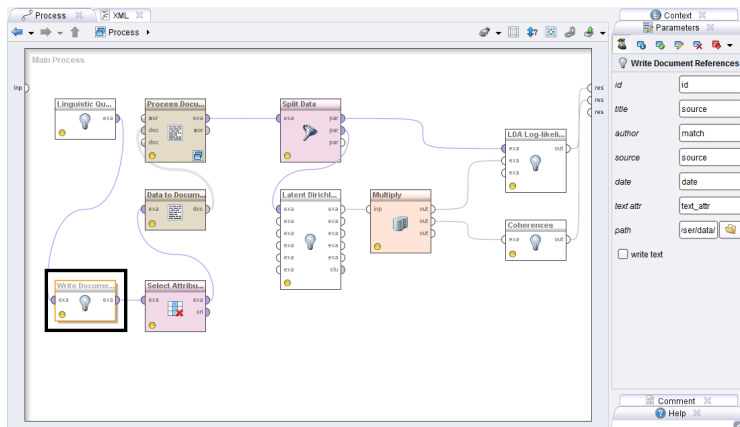 Process
XML
Context
Parameters
Process
Write Document References
Main Process
inp
res
res
res
Linguistic Qu...
exa
Process Docu...
wor
exa
doc
wor
doc
Split Data
exa
par
par
par
LDA Log-likeli...
exa
out
exa
exa
Data to Docum...
exa
doc
Latent Dirichl...
exa
exa
exa
exa
exa
exa
exa
exa
exa
exa
exa
clu
Multiply
inp
out
out
out
Coherences
exa
out
Write Docume...
exa
exa
Select Attribu...
exa
exa
ori
id
id
title
source
author
match
source
source
date
date
text attr
text_attr
path
/ser/data/
write text
Comment
Help